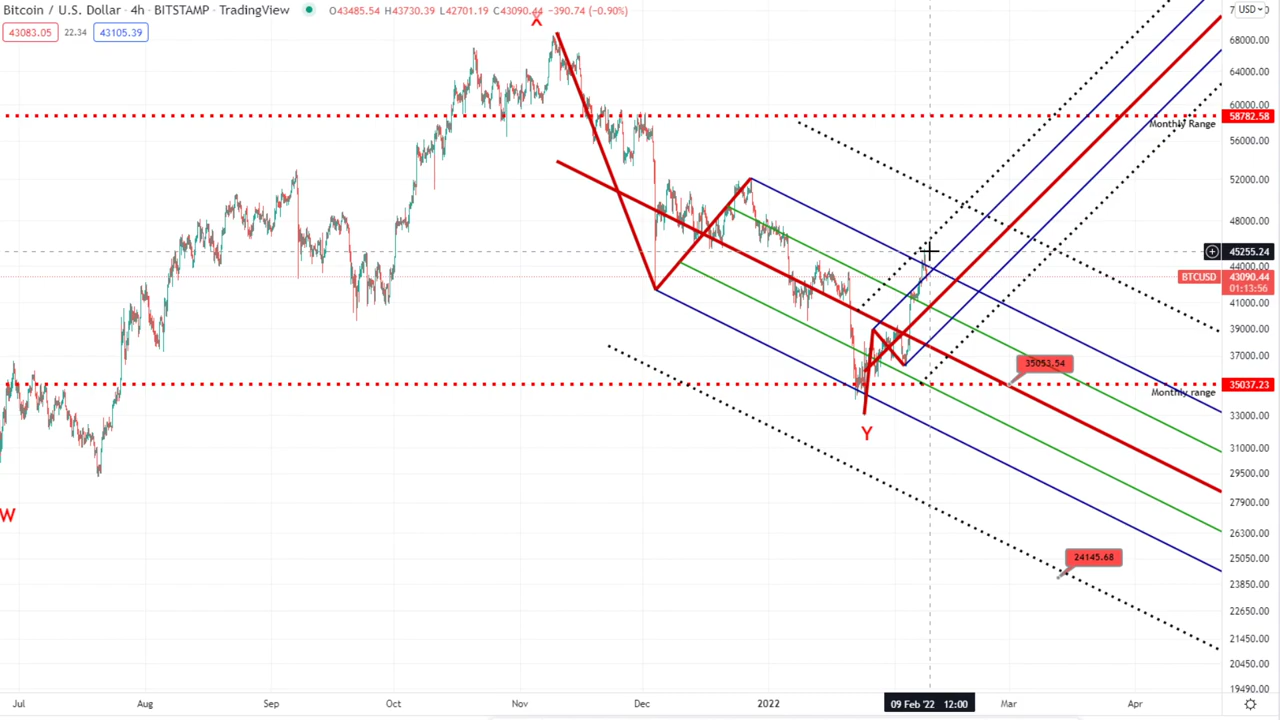 Bitcoin / U.S. Dollar · 4h · BITSTAMP · TradingView O43485.54 H43730.39 L42701.19 C43090.44 −390.74 (−0.90%)
USD
43083.05 22.34 43105.39
X
68000.00
64000.00
60000.00
58782.58
Monthly Range
56000.00
52000.00
48000.00
45255.24
44000.00
BTCUSD 43090.44
01:13:56
41000.00
39000.00
37000.00
35053.54
35037.23
Monthly range
33000.00
Y
31000.00
29500.00
27900.00
W
26300.00
25050.00
24145.68
23850.00
22650.00
21450.00
20450.00
19490.00
Jul Aug Sep Oct Nov Dec 2022 09 Feb '22 12:00 Mar Apr